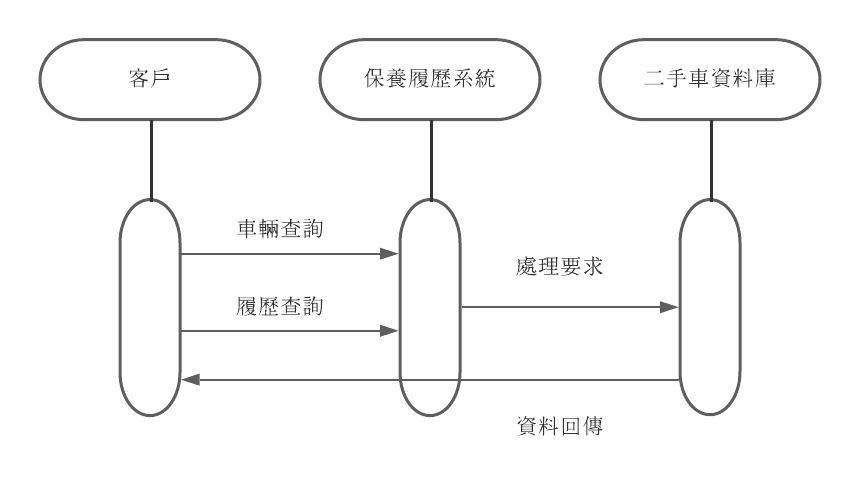 客戶
保養履歷系統
二手車資料庫
車輛查詢
處理要求
履歷查詢
資料回傳